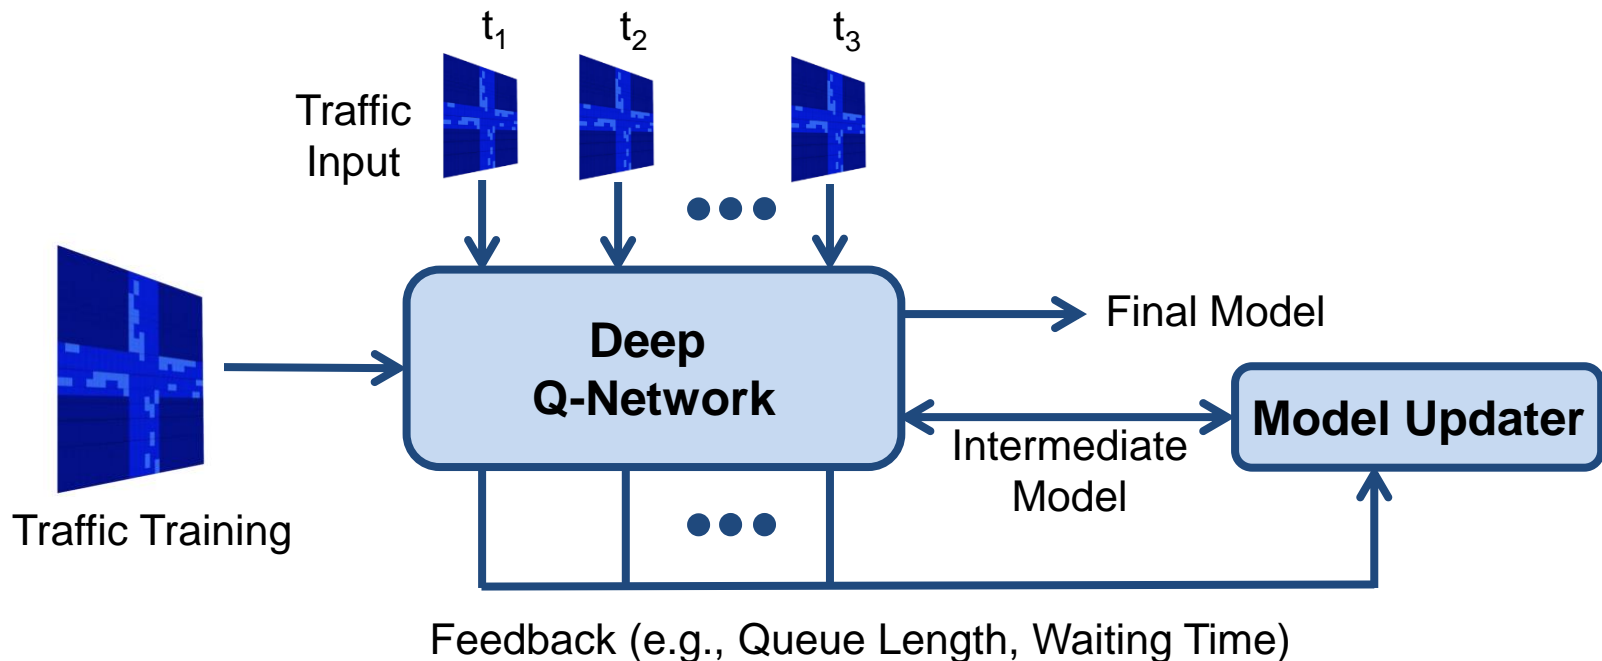 t₁
t₂
t₃
Traffic
Input
Deep
Q-Network
Final Model
Model Updater
Intermediate
Model
Traffic Training
Feedback (e.g., Queue Length, Waiting Time)